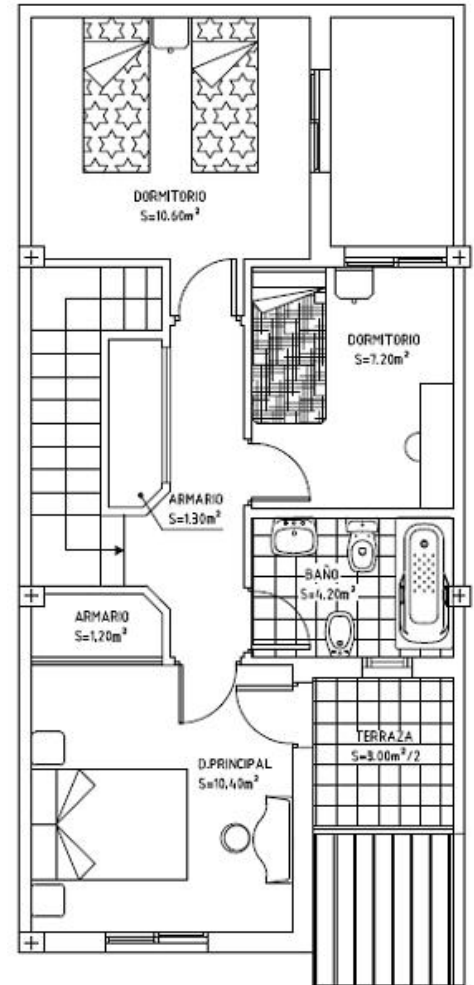 DORMITORIO
S=10.60m²
DORMITORIO
S=7.20m²
ARMARIO
S=1.30m²
BAÑO
S=4.20m²
ARMARIO
S=1,20m²
TERRAZA
S=3.00m²/2
D.PRINCIPAL
S=10,40m²